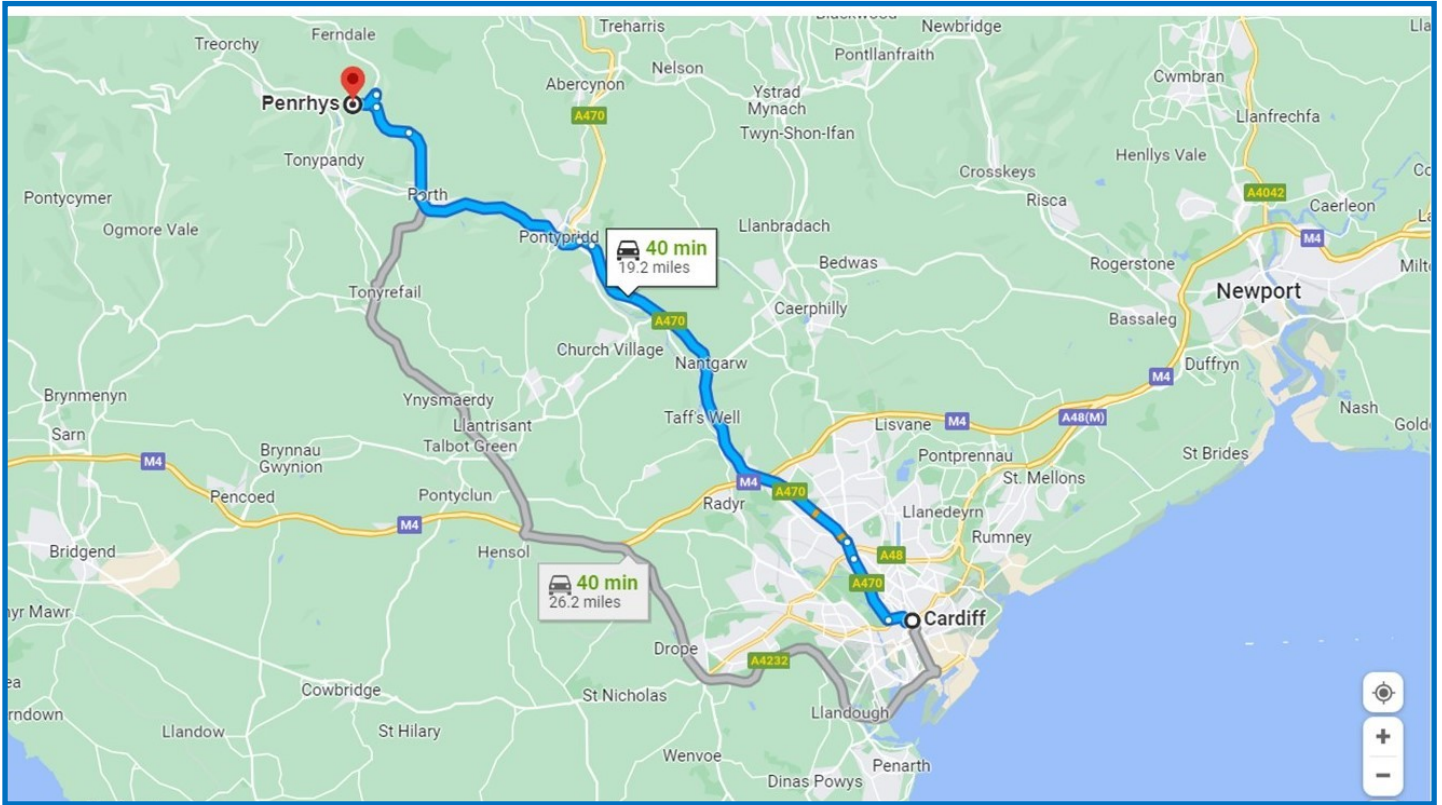 Treharris
Newbridge
Ferndale
Treorchy
Pontllanfraith
Nelson
Cwmbran
Abercynon
Ystrad
Mynach
Penrhys
A470
Llanfrechfa
Twyn-Shon-Ifan
Henllys Vale
Tonypandy
Crosskeys
Pontycymer
Porth
A4042
Risca
Caerleon
Ogmore Vale
Llanbradach
Pontypridd
M4
40 min
19.2 miles
Bedwas
Rogerstone
Tonyrefail
Newport
Caerphilly
A470
Bassaleg
Church Village
Nantgarw
Duffryn
M4
Brynmenyn
Ynysmaerdy
Nash
Taff's Well
Llantrisant
Lisvane
M4
A48(M)
Sarn
Talbot Green
Brynnau
Gwynion
M4
Pontprennau
St Brides
St. Mellons
M4
A470
Pencoed
Pontyclun
Radyr
Llanedeyrn
M4
Rumney
Bridgend
Hensol
A48
40 min
26.2 miles
A470
Cardiff
Drope
A4232
Cowbridge
St Nicholas
Llandough
Llandow
St Hilary
Wenvoe
Penarth
Dinas Powys
+
−